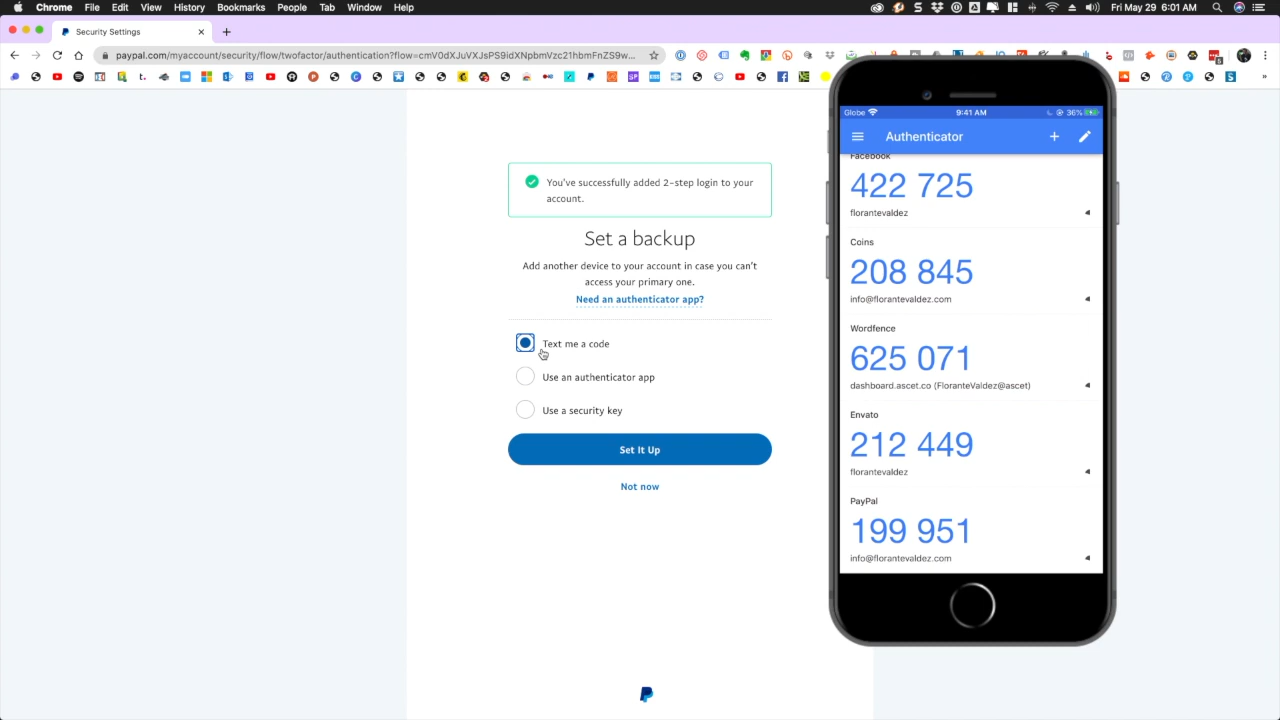 Chrome File Edit View History Bookmarks People Tab Window Help
Fri May 29 6:01 AM
Security Settings
paypal.com/myaccount/security/flow/twofactor/authentication?flow=cmV0dXJuVXJsPS9idXNpbmVzc21hbmFnZS9w...
You've successfully added 2-step login to your
account.
Set a backup
Add another device to your account in case you can't
access your primary one.
Need an authenticator app?
Text me a code
Use an authenticator app
Use a security key
Set It Up
Not now
Globe 9:41 AM 36%
Authenticator
Facebook
422 725
florantevaldez
Coins
208 845
info@florantevaldez.com
Wordfence
625 071
dashboard.ascet.co (FloranteValdez@ascet)
Envato
212 449
florantevaldez
PayPal
199 951
info@florantevaldez.com